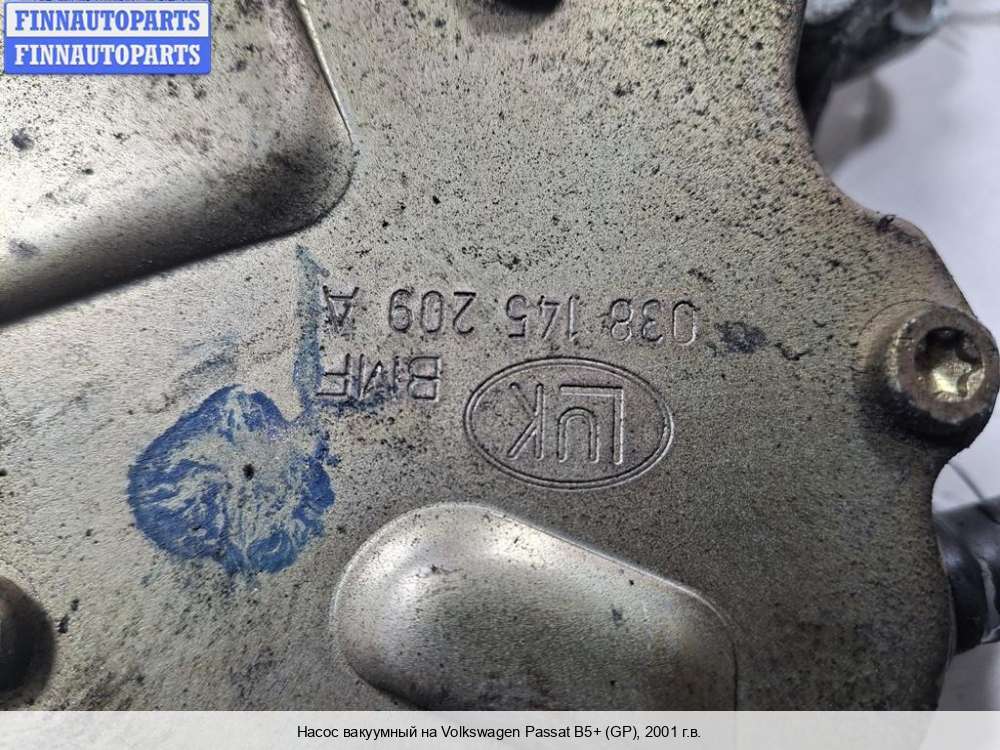 FINNAUTOPARTS
FINNAUTOPARTS
038 145 209 A
BMF
LuK
Насос вакуумный на Volkswagen Passat B5+ (GP), 2001 г.в.